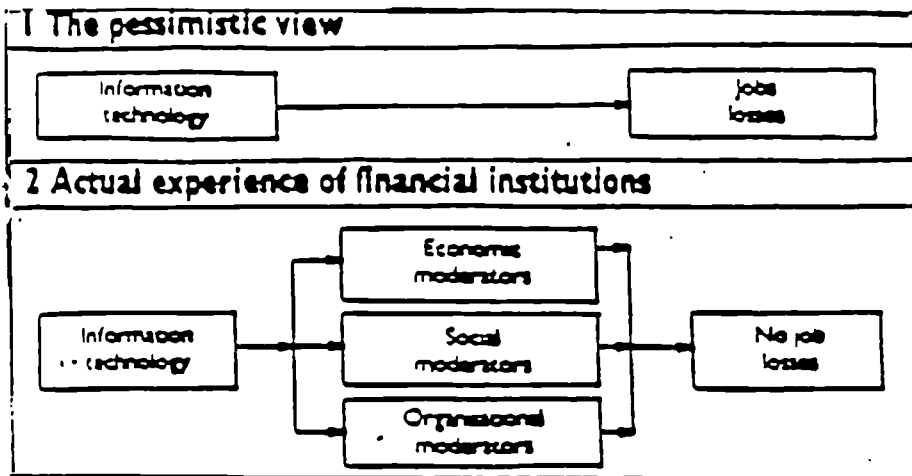 1 The pessimistic view
Information
technology
Jobs
losses
2 Actual experience of financial institutions
Economic
moderators
Information
technology
Social
moderators
No job
losses
Organisational
moderators